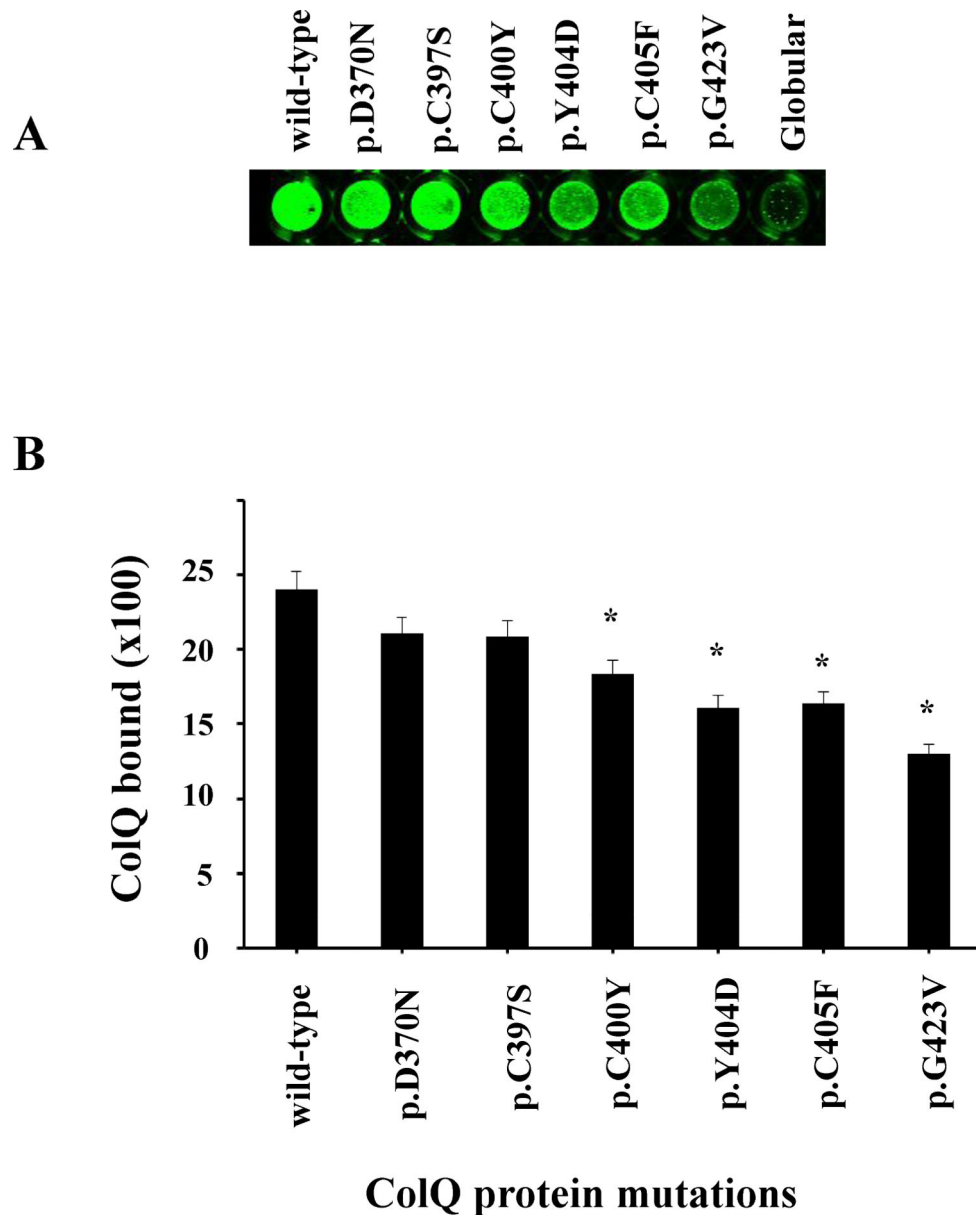 A
wild-type
p.D370N
p.C397S
p.C400Y
p.Y404D
p.C405F
p.G423V
Globular
B
ColQ bound (x100)
25
20
15
10
5
0
*
*
*
*
wild-type
p.D370N
p.C397S
p.C400Y
p.Y404D
p.C405F
p.G423V
ColQ protein mutations